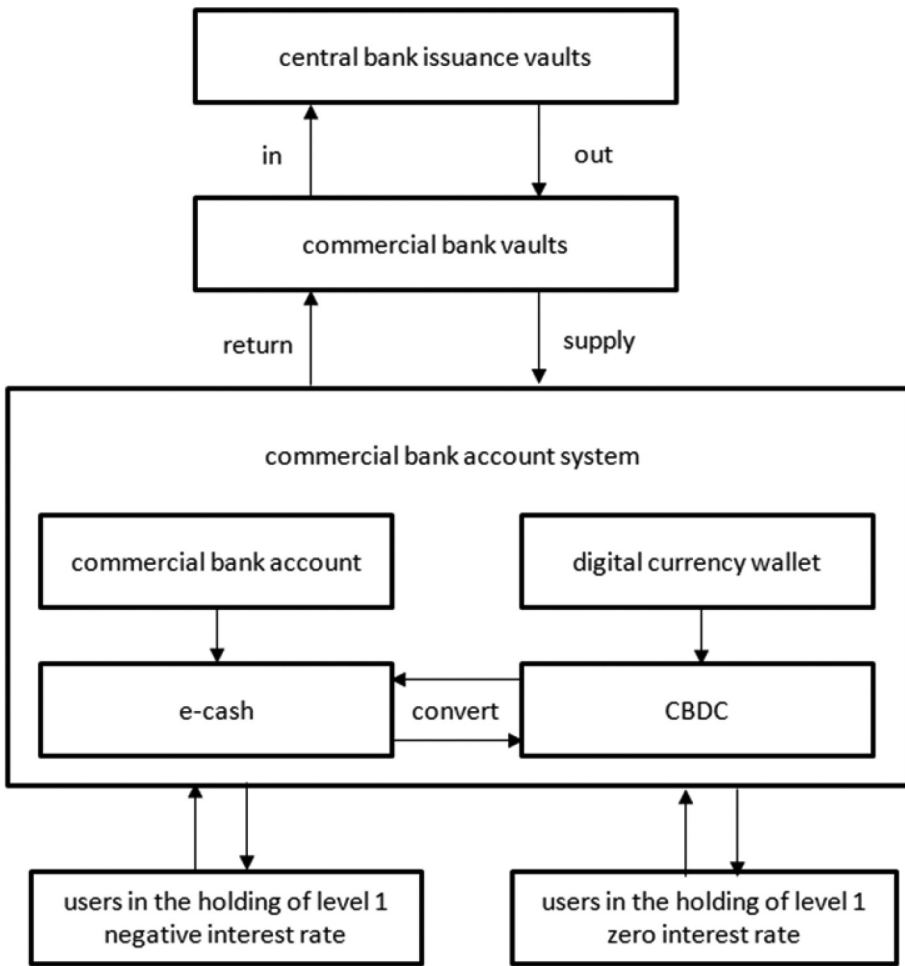 central bank issuance vaults
in
out
commercial bank vaults
return
supply
commercial bank account system
commercial bank account
digital currency wallet
e-cash
convert
CBDC
users in the holding of level 1
negative interest rate
users in the holding of level 1
zero interest rate